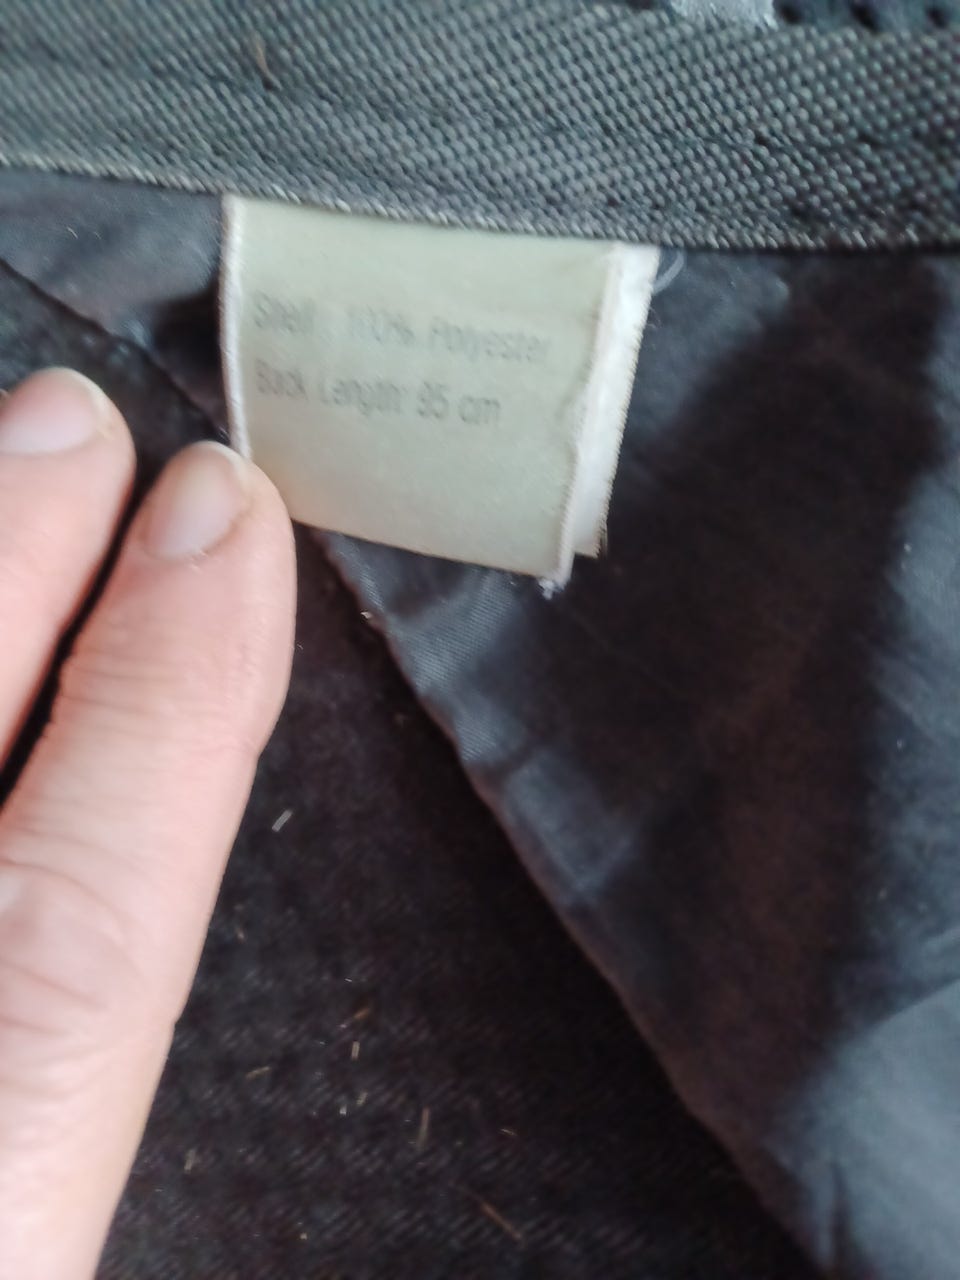 Shell : 100% Polyester
Back Length: 95 cm